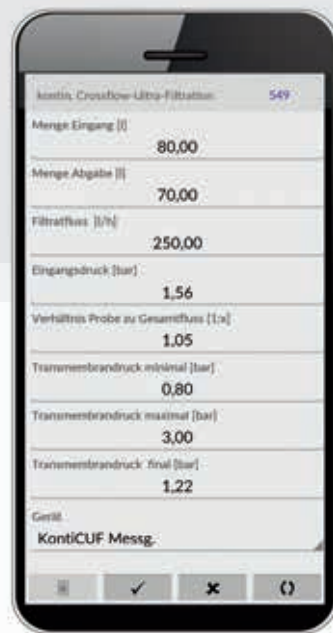 kontin. Crossflow-Ultra-Filtration 549
Menge Eingang [l]
80,00
Menge Abgabe [l]
70,00
Filtratfluss [l/h]
250,00
Eingangsdruck [bar]
1,56
Verhältnis Probe zu Gesamtfluss [1:x]
1,05
Transmembrandruck minimal [bar]
0,80
Transmembrandruck maximal [bar]
3,00
Transmembrandruck final [bar]
1,22
Gerät
KontiCUF Messg.